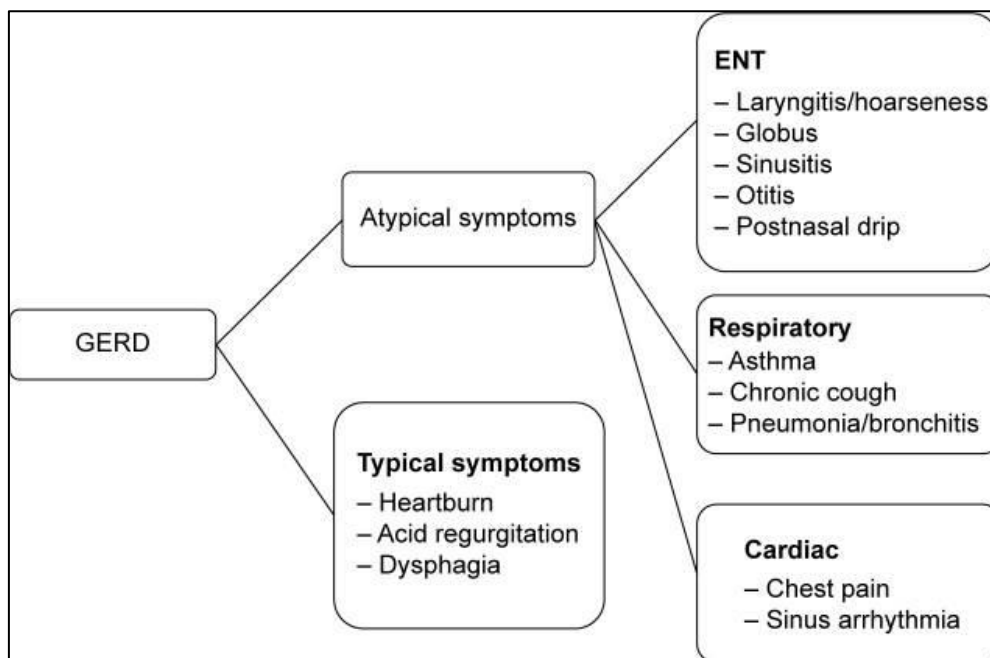 GERD
Atypical symptoms
Typical symptoms
– Heartburn
– Acid regurgitation
– Dysphagia
ENT
– Laryngitis/hoarseness
– Globus
– Sinusitis
– Otitis
– Postnasal drip
Respiratory
– Asthma
– Chronic cough
– Pneumonia/bronchitis
Cardiac
– Chest pain
– Sinus arrhythmia